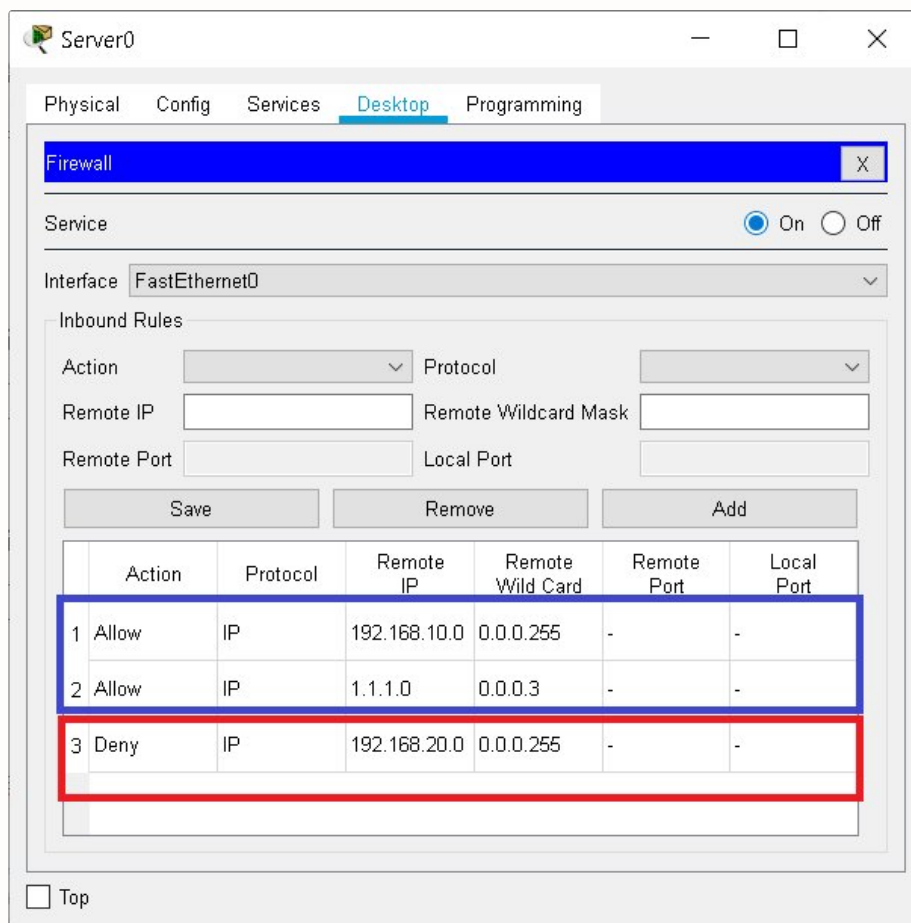 Server0
Physical Config Services Desktop Programming
Firewall X
Service On Off
Interface FastEthernet0
Inbound Rules
Action Protocol
Remote IP Remote Wildcard Mask
Remote Port Local Port
Save Remove Add
Action Protocol Remote IP Remote Wild Card Remote Port Local Port
1 Allow IP 192.168.10.0 0.0.0.255 - -
2 Allow IP 1.1.1.0 0.0.0.3 - -
3 Deny IP 192.168.20.0 0.0.0.255 - -
Top